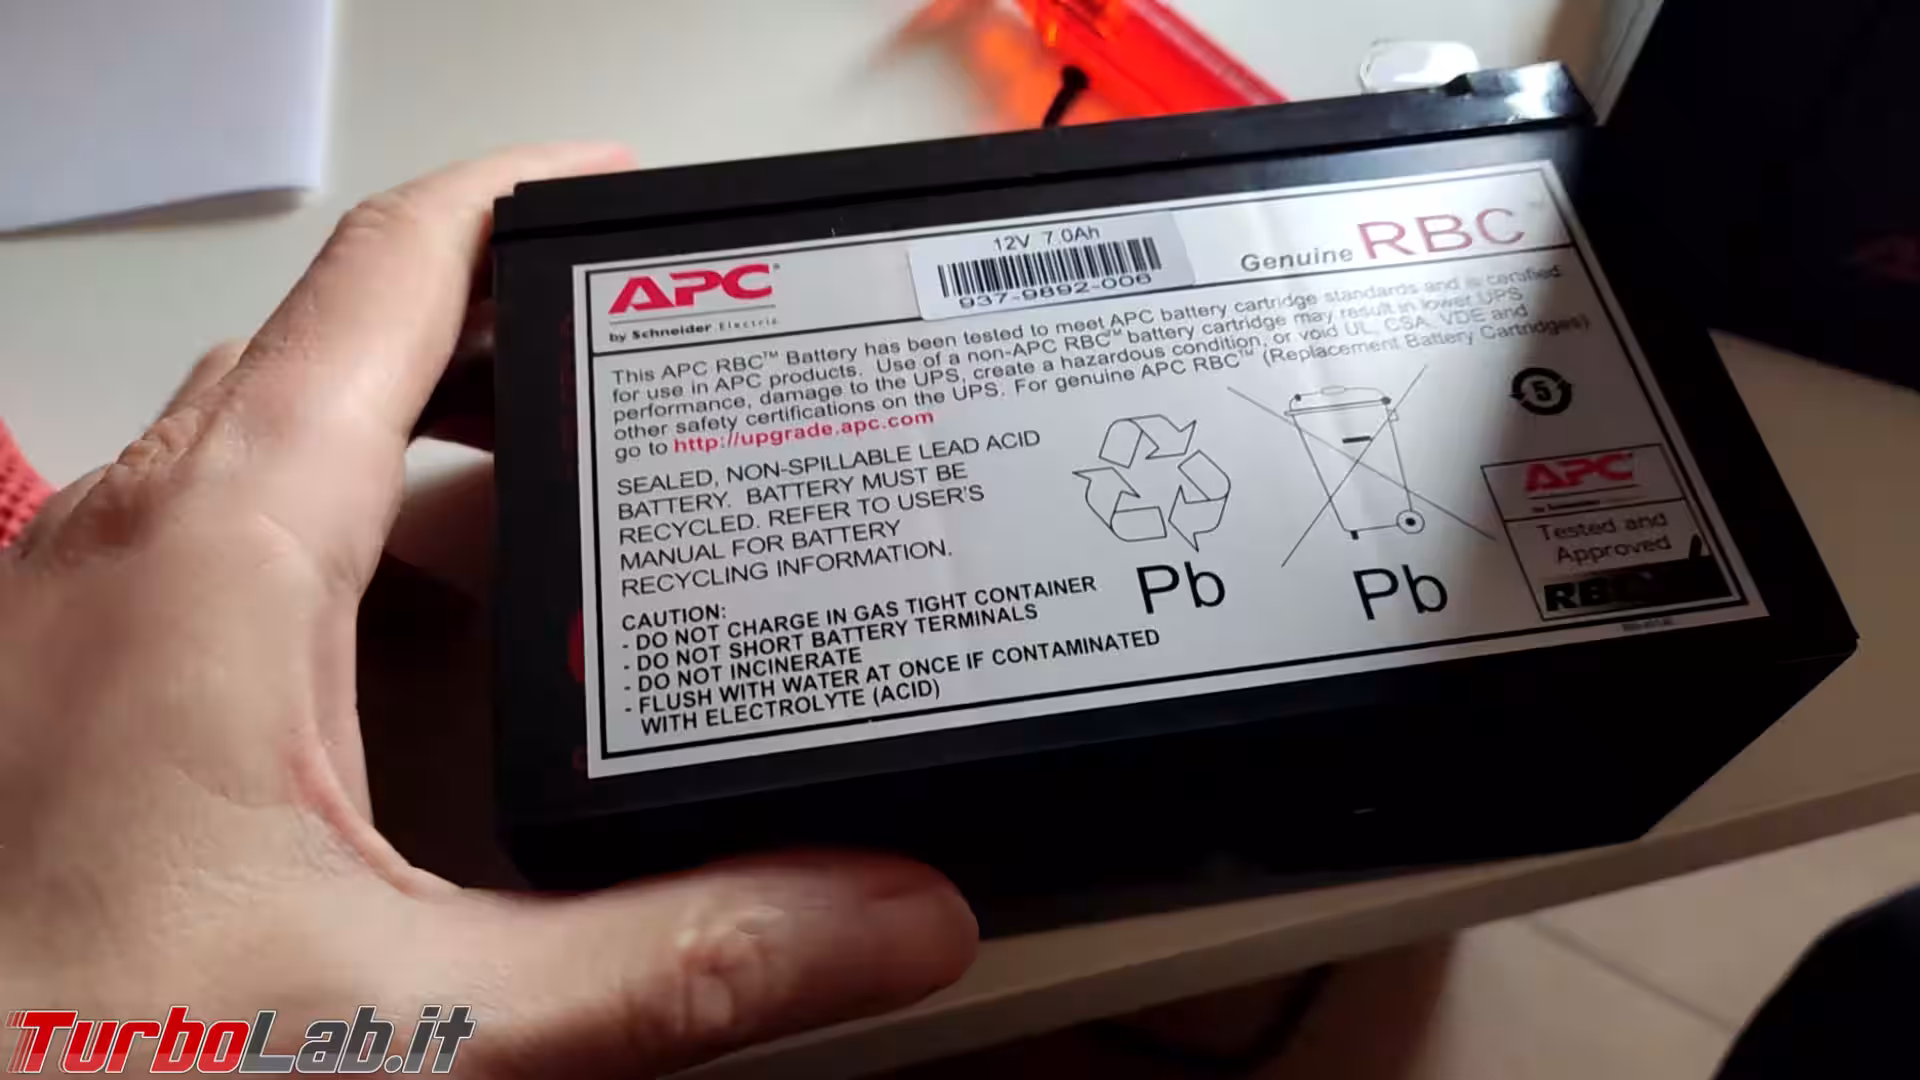 12V 7.0Ah
937-9892-006
APC®
by Schneider Electric
Genuine RBC™
This APC RBC™ Battery has been tested to meet APC battery cartridge standards and is certified
for use in APC products. Use of a non-APC RBC™ battery cartridge may result in lower UPS
performance, damage to the UPS, create a hazardous condition, or void UL, CSA, VDE and
other safety certifications on the UPS. For genuine APC RBC™ (Replacement Battery Cartridges)
go to http://upgrade.apc.com
SEALED, NON-SPILLABLE LEAD ACID
BATTERY. BATTERY MUST BE
RECYCLED. REFER TO USER'S
MANUAL FOR BATTERY
RECYCLING INFORMATION.
CAUTION:
- DO NOT CHARGE IN GAS TIGHT CONTAINER
- DO NOT SHORT BATTERY TERMINALS
- DO NOT INCINERATE
- FLUSH WITH WATER AT ONCE IF CONTAMINATED
WITH ELECTROLYTE (ACID)
Pb
Pb
5
APC
by Schneider
Tested and
Approved
RBC
TurboLab.it